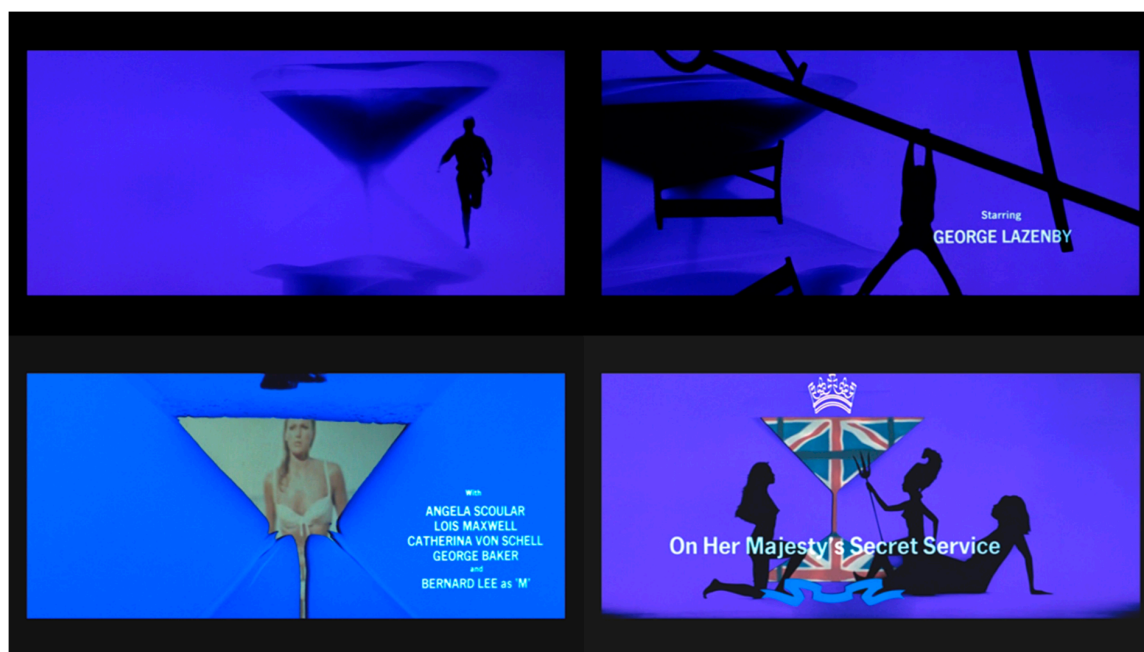 Starring
GEORGE LAZENBY
With
ANGELA SCOULAR
LOIS MAXWELL
CATHERINA VON SCHELL
GEORGE BAKER
and
BERNARD LEE as 'M'
On Her Majesty's Secret Service